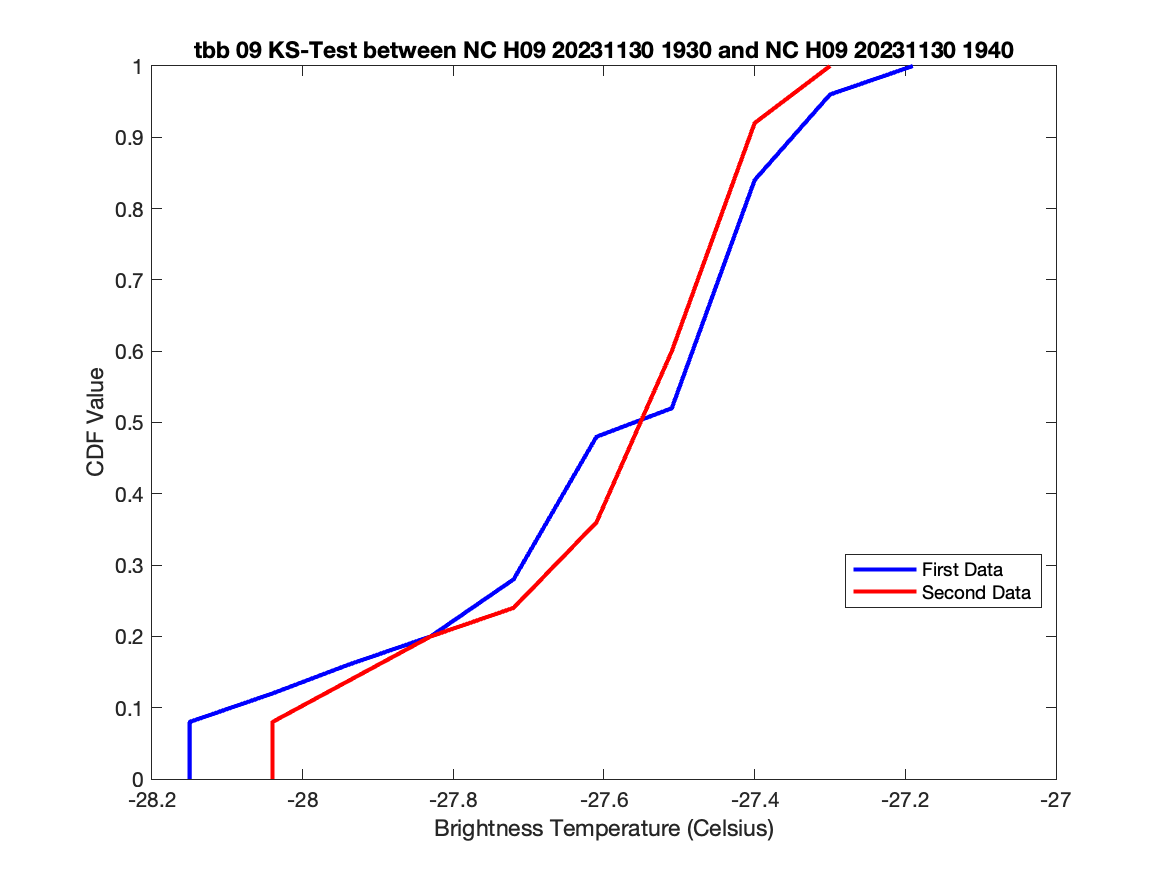 tbb 09 KS-Test between NC H09 20231130 1930 and NC H09 20231130 1940
1
0.9
0.8
0.7
0.6
0.5
0.4
0.3
0.2
0.1
0
CDF Value
First Data
Second Data
-28.2 -28 -27.8 -27.6 -27.4 -27.2 -27
Brightness Temperature (Celsius)